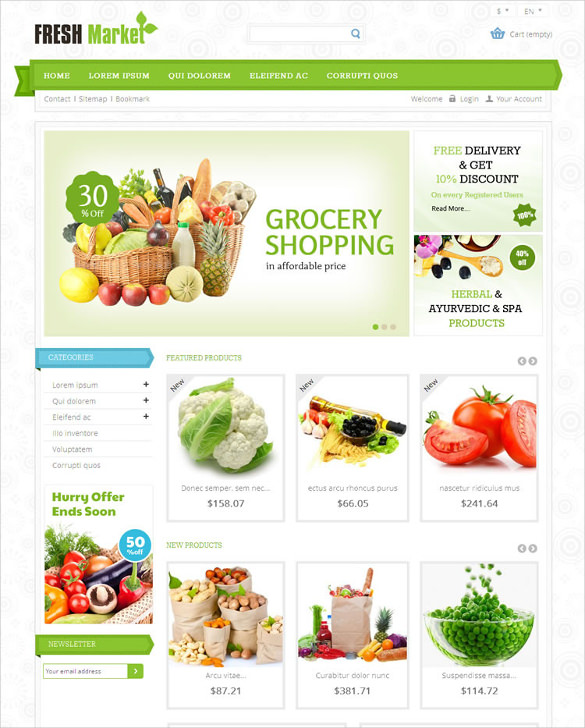 $ EN
FRESH Market
Cart (empty)
HOME LOREM IPSUM QUI DOLOREM ELEIFEND AC CORRUPTI QUOS
Contact | Sitemap | Bookmark
Welcome Login Your Account
30
% Off
GROCERY
SHOPPING
in affordable price
FREE DELIVERY
& GET
10% DISCOUNT
On every Registered Users
Read More...
100%
40%
off
HERBAL &
AYURVEDIC & SPA
PRODUCTS
CATEGORIES
Lorem ipsum +
Qui dolorem +
Eleifend ac +
Illo inventore
Voluptatem
Corrupti quos
Hurry Offer
Ends Soon
50
%off
NEWSLETTER
Your email address
FEATURED PRODUCTS
New
Donec semper, sem nec...
$158.07
New
ectus arcu rhoncus purus
$66.05
New
nascetur ridiculus mus
$241.64
NEW PRODUCTS
Arcu vitae...
$87.21
Curabitur dolor nunc
$381.71
Suspendisse massa...
$114.72